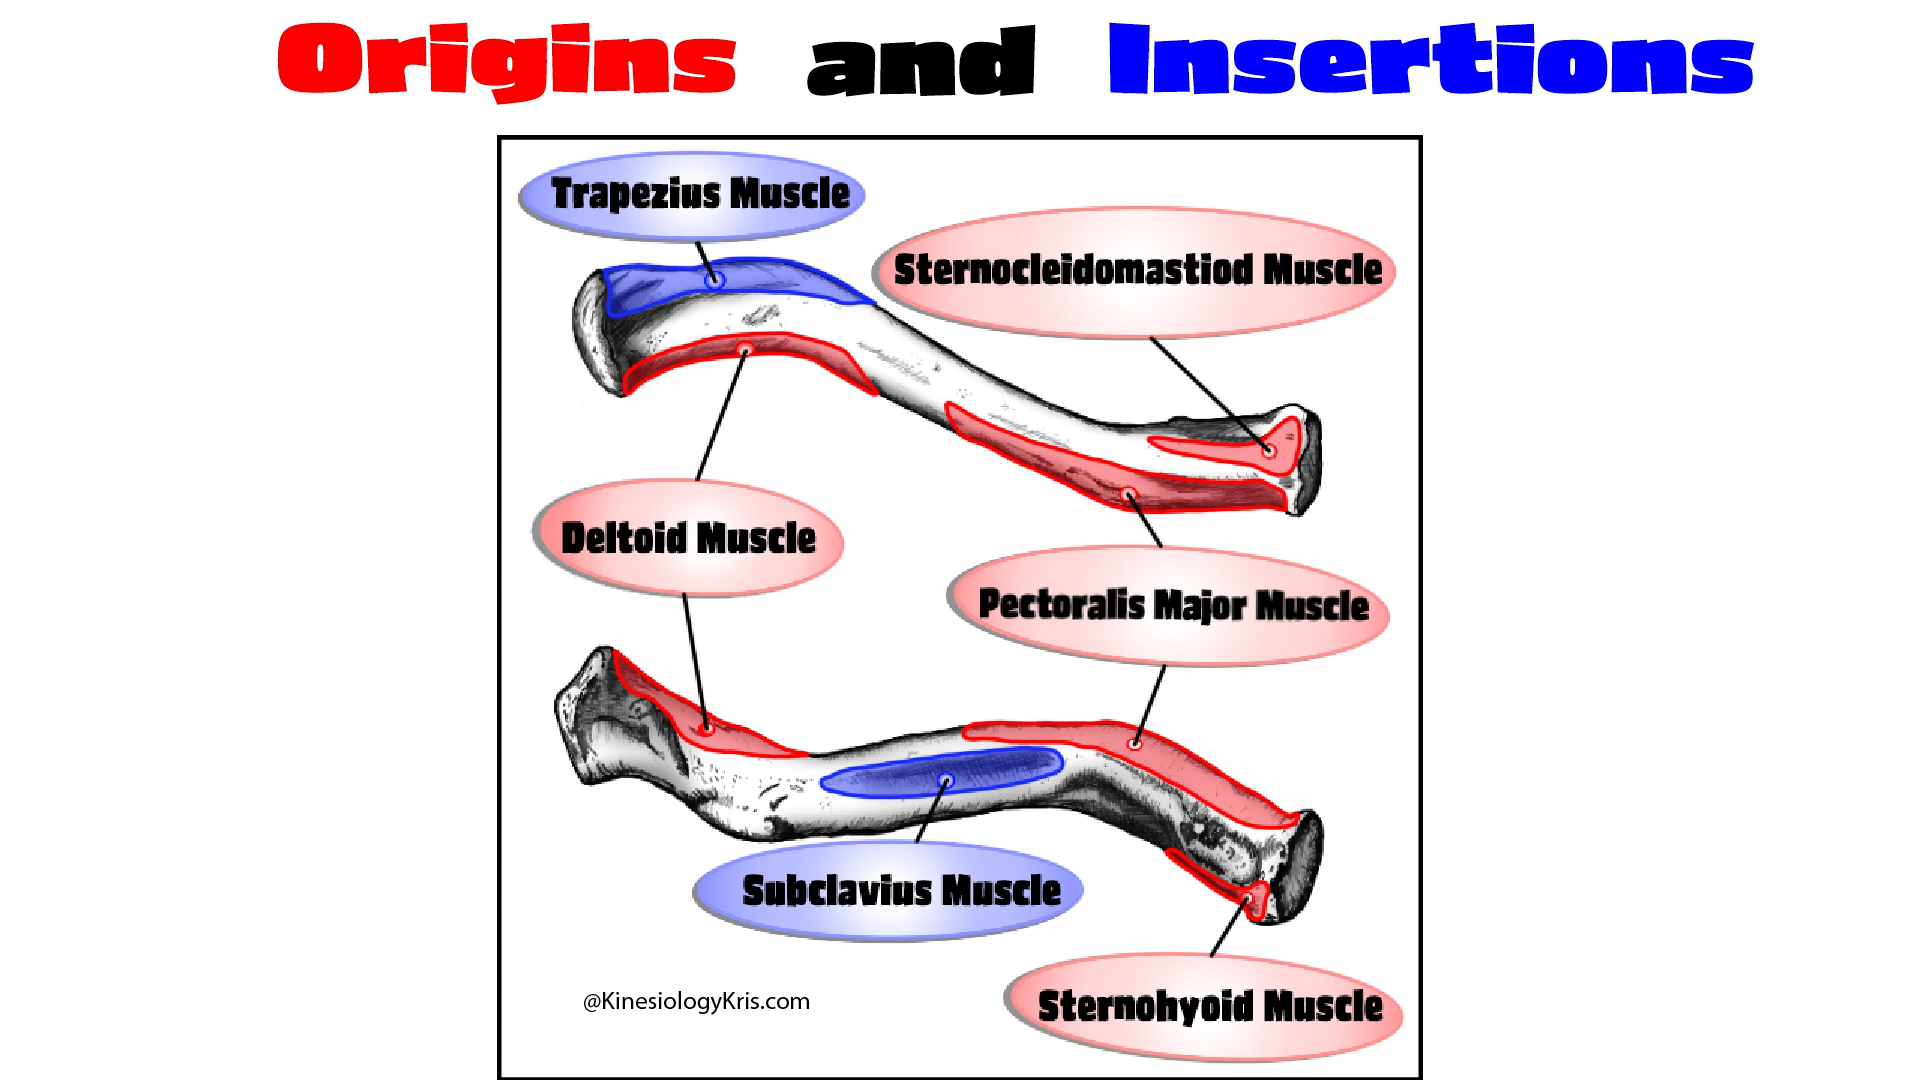 Origins and Insertions
Trapezius Muscle
Sternocleidomastiod Muscle
Deltoid Muscle
Pectoralis Major Muscle
Subclavius Muscle
@KinesiologyKris.com
Sternohyoid Muscle